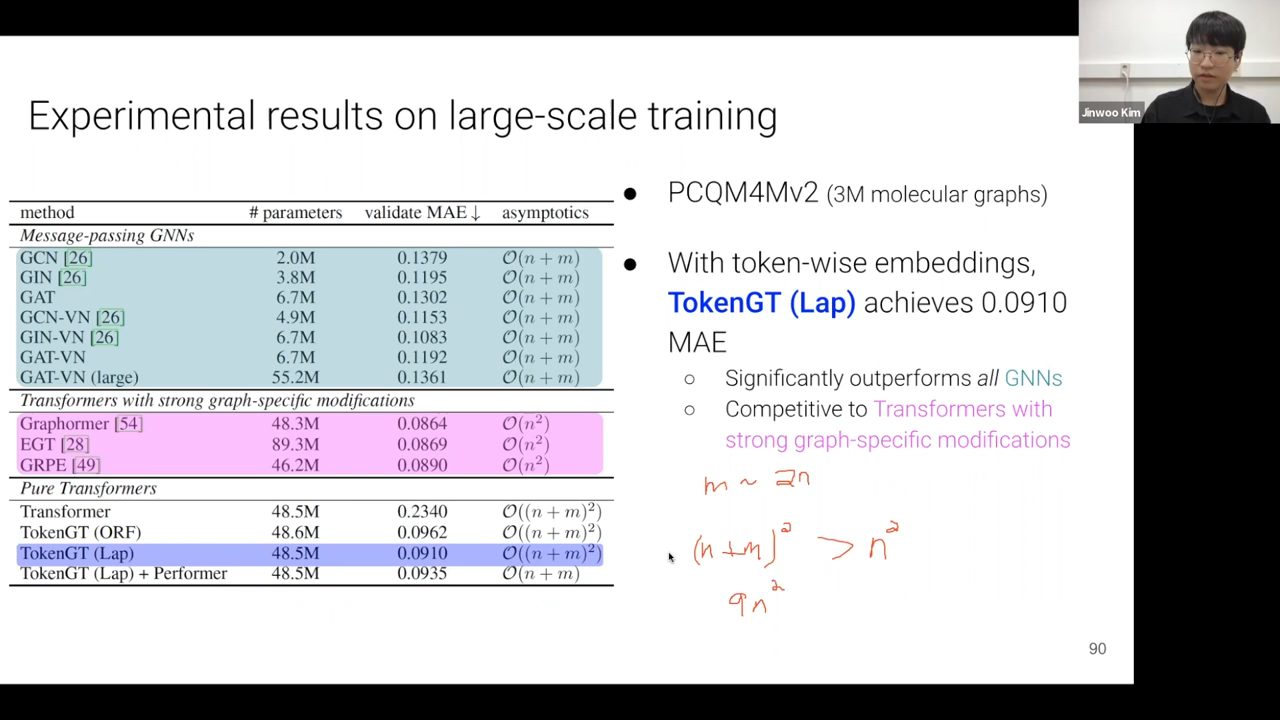 Jinwoo Kim
Experimental results on large-scale training
method # parameters validate MAE ↓ asymptotics
Message-passing GNNs
GCN [26] 2.0M 0.1379 O(n + m)
GIN [26] 3.8M 0.1195 O(n + m)
GAT 6.7M 0.1302 O(n + m)
GCN-VN [26] 4.9M 0.1153 O(n + m)
GIN-VN [26] 6.7M 0.1083 O(n + m)
GAT-VN 6.7M 0.1192 O(n + m)
GAT-VN (large) 55.2M 0.1361 O(n + m)
Transformers with strong graph-specific modifications
Graphormer [54] 48.3M 0.0864 O(n²)
EGT [28] 89.3M 0.0869 O(n²)
GRPE [49] 46.2M 0.0890 O(n²)
Pure Transformers
Transformer 48.5M 0.2340 O((n + m)²)
TokenGT (ORF) 48.6M 0.0962 O((n + m)²)
TokenGT (Lap) 48.5M 0.0910 O((n + m)²)
TokenGT (Lap) + Performer 48.5M 0.0935 O(n + m)
● PCQM4Mv2 (3M molecular graphs)
● With token-wise embeddings,
TokenGT (Lap) achieves 0.0910
MAE
○ Significantly outperforms all GNNs
○ Competitive to Transformers with
strong graph-specific modifications
m ~ 2n
(n+m)² > n²
9n²
90